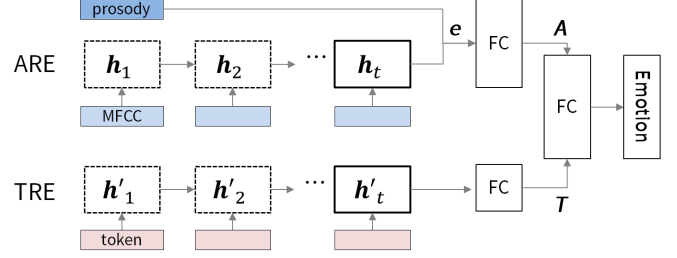 prosody
e
A
FC
ARE
h₁
h₂
...
hₜ
MFCC
FC
Emotion
TRE
h'₁
h'₂
...
h'ₜ
FC
T
token